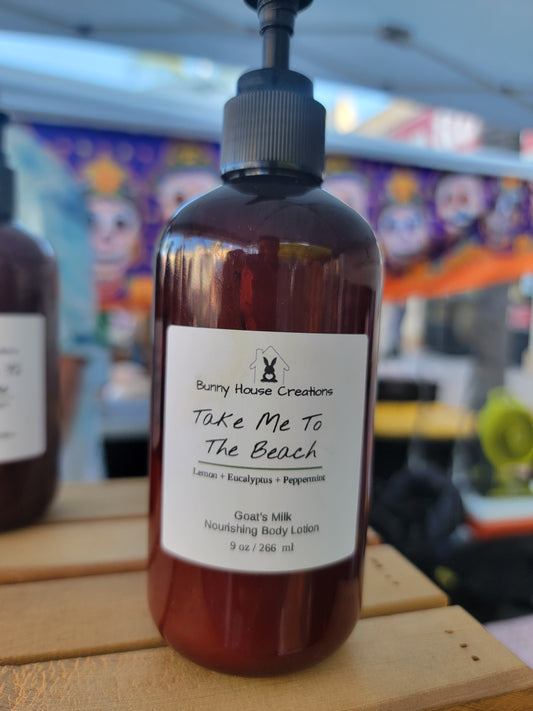 Bunny House Creations
Take Me To
The Beach
Lemon + Eucalyptus + Peppermint
Goat's Milk
Nourishing Body Lotion
9 oz / 266 ml